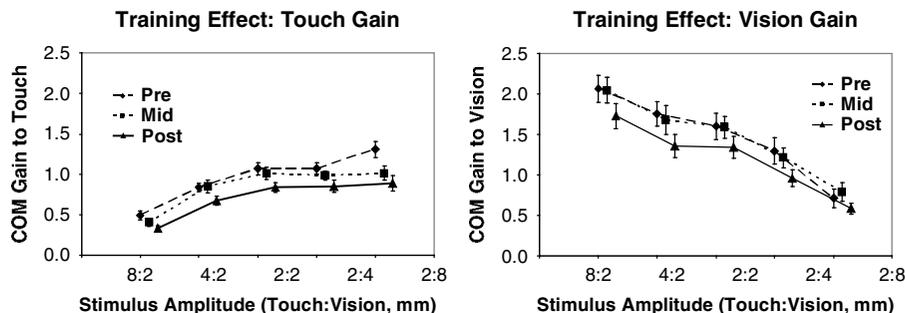 Training Effect: Touch Gain
COM Gain to Touch
2.5
2.0
1.5
1.0
0.5
0.0
Pre
Mid
Post
8:2 4:2 2:2 2:4 2:8
Stimulus Amplitude (Touch:Vision, mm)
Training Effect: Vision Gain
COM Gain to Vision
2.5
2.0
1.5
1.0
0.5
0.0
Pre
Mid
Post
8:2 4:2 2:2 2:4 2:8
Stimulus Amplitude (Touch:Vision, mm)